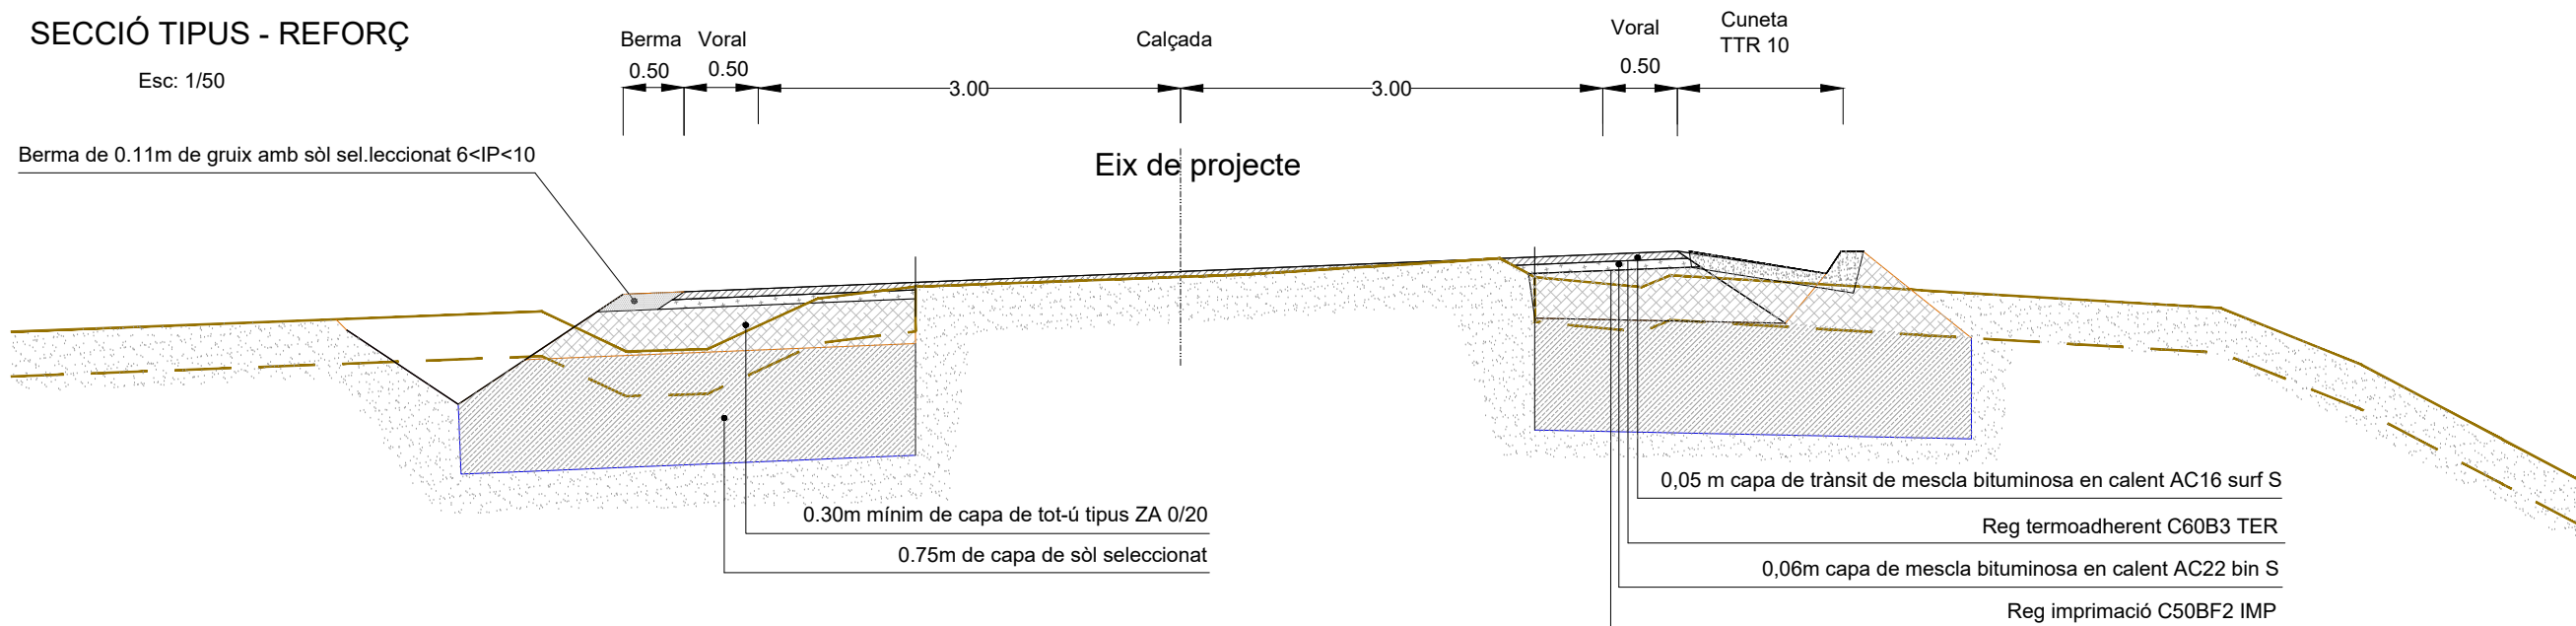 SECCIÓ TIPUS - REFORÇ
Esc: 1/50
Berma
Voral
Calçada
Voral
Cuneta
TTR 10
0.50
0.50
3.00
3.00
0.50
Berma de 0.11m de gruix amb sòl sel.leccionat 6<IP<10
Eix de projecte
0.30m mínim de capa de tot-ú tipus ZA 0/20
0.75m de capa de sòl seleccionat
0,05 m capa de trànsit de mescla bituminosa en calent AC16 surf S
Reg termoadherent C60B3 TER
0,06m capa de mescla bituminosa en calent AC22 bin S
Reg imprimació C50BF2 IMP